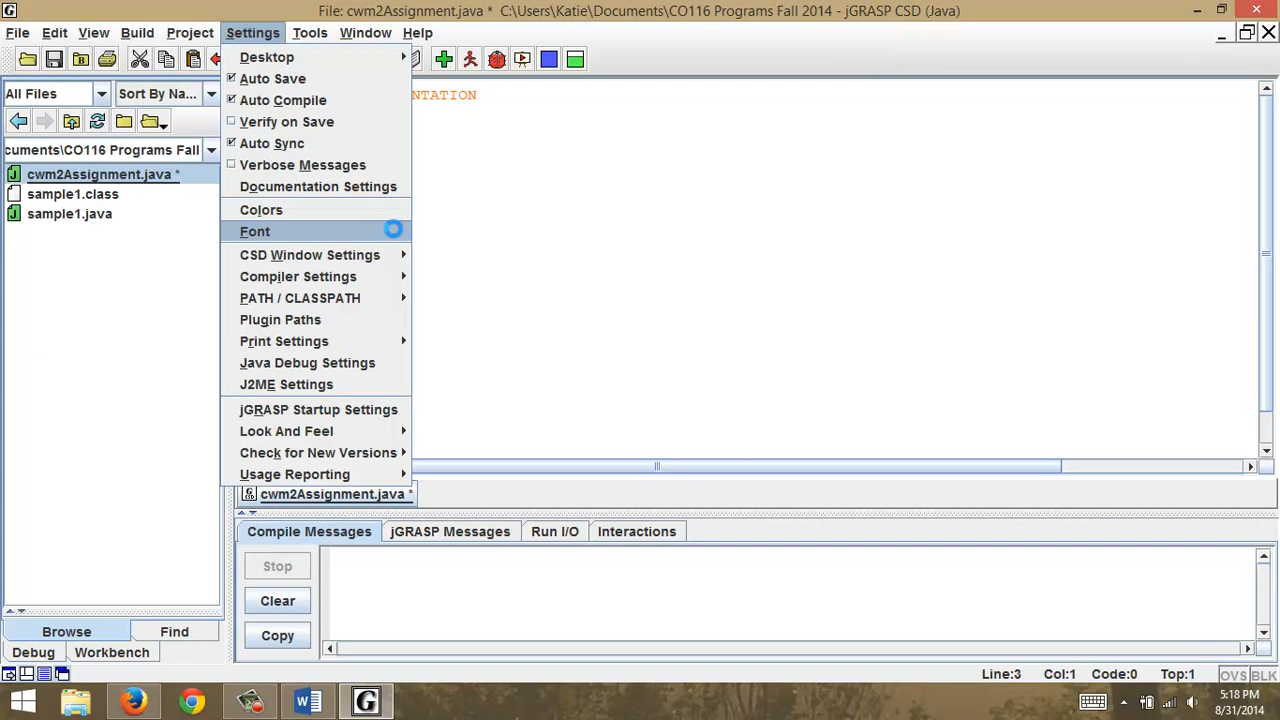 File: cwm2Assignment.java * C:\Users\Katie\Documents\CO116 Programs Fall 2014 - jGRASP CSD (Java)
File Edit View Build Project Settings Tools Window Help
Desktop
Auto Save
Auto Compile
Verify on Save
Auto Sync
Verbose Messages
Documentation Settings
Colors
Font
CSD Window Settings
Compiler Settings
PATH / CLASSPATH
Plugin Paths
Print Settings
Java Debug Settings
J2ME Settings
jGRASP Startup Settings
Look And Feel
Check for New Versions
Usage Reporting
All Files Sort By Na...
cuments\CO116 Programs Fall
cwm2Assignment.java *
sample1.class
sample1.java
NTATION
cwm2Assignment.java *
Compile Messages jGRASP Messages Run I/O Interactions
Stop
Clear
Copy
Browse Find
Debug Workbench
Line:3 Col:1 Code:0 Top:1 OVS BLK
5:18 PM
8/31/2014